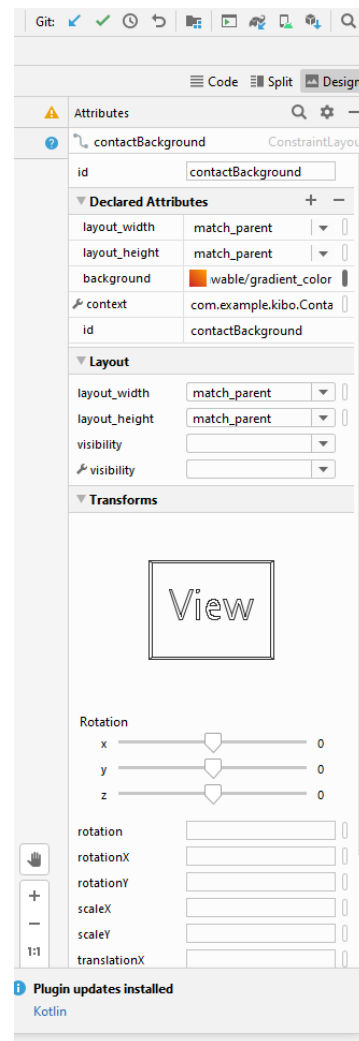 Git:
Code Split Design
Attributes
contactBackground ConstraintLayou
id contactBackground
Declared Attributes
layout_width match_parent
layout_height match_parent
background wable/gradient_color
context com.example.kibo.Conta
id contactBackground
Layout
layout_width match_parent
layout_height match_parent
visibility
visibility
Transforms
View
Rotation
x 0
y 0
z 0
rotation
rotationX
rotationY
scaleX
scaleY
1:1
translationX
Plugin updates installed
Kotlin